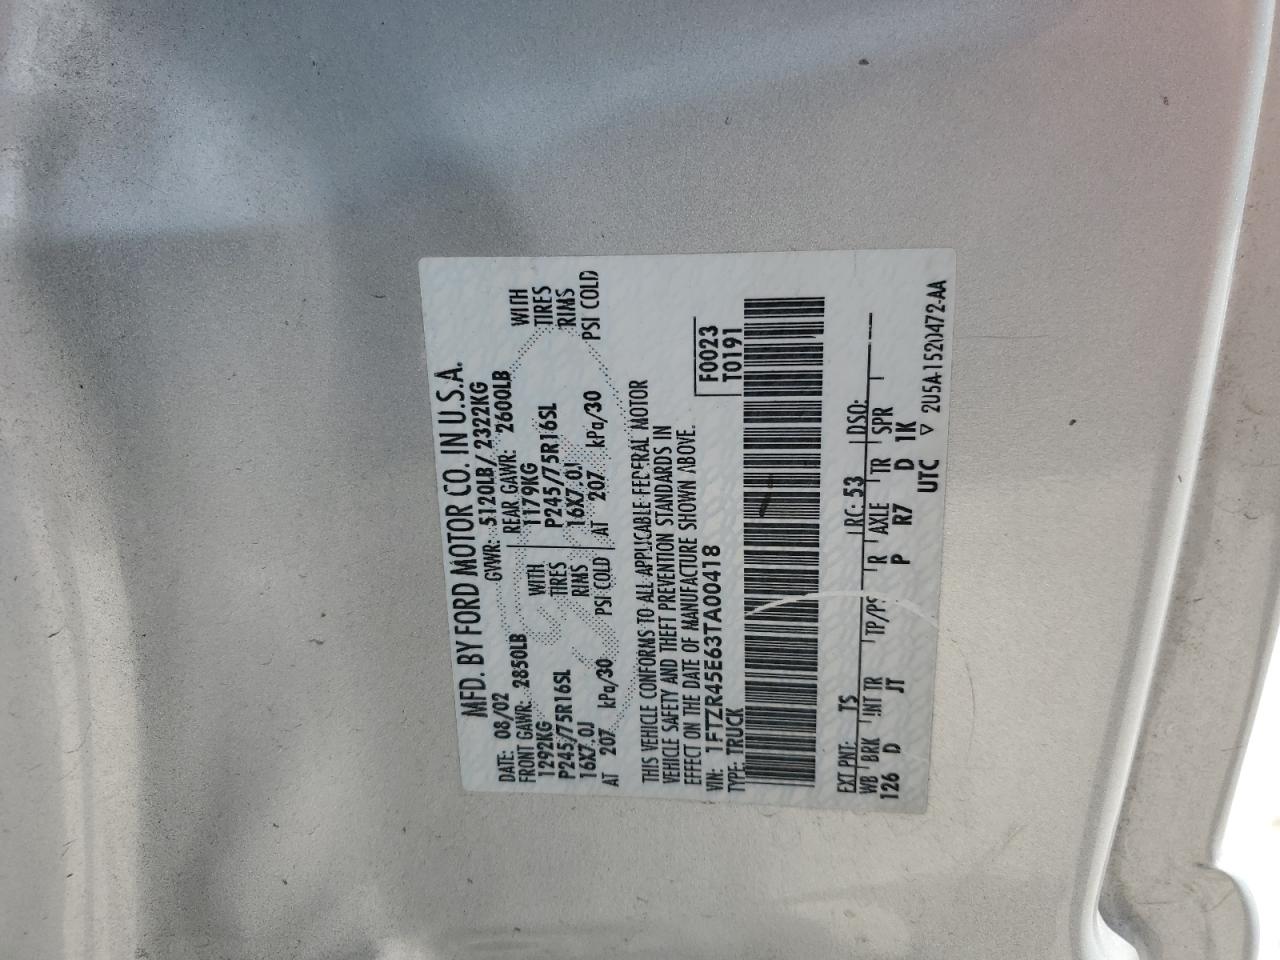 MFD. BY FORD MOTOR CO. IN U.S.A.
DATE: 08/02 GVWR: 5120LB/ 2322KG
FRONT GAWR: 2850LB REAR GAWR: 2600LB
1292KG WITH 1179KG WITH
P245/75R16SL TIRES P245/75R16SL TIRES
16X7.0J RIMS 16X7.0J RIMS
AT 207 kPa/30 PSI COLD AT 207 kPa/30 PSI COLD
THIS VEHICLE CONFORMS TO ALL APPLICABLE FEDERAL MOTOR
VEHICLE SAFETY AND THEFT PREVENTION STANDARDS IN
EFFECT ON THE DATE OF MANUFACTURE SHOWN ABOVE.
VIN: 1FTZR45E63TA00418 F0023
TYPE: TRUCK T0191
EXT PNT: TS RC: 53 DSO:
WB BRK INT TR TP/PS R AXLE TR SPR
126 D JT P R7 D 1K
UTC ▽ 2U5A-1520472-AA